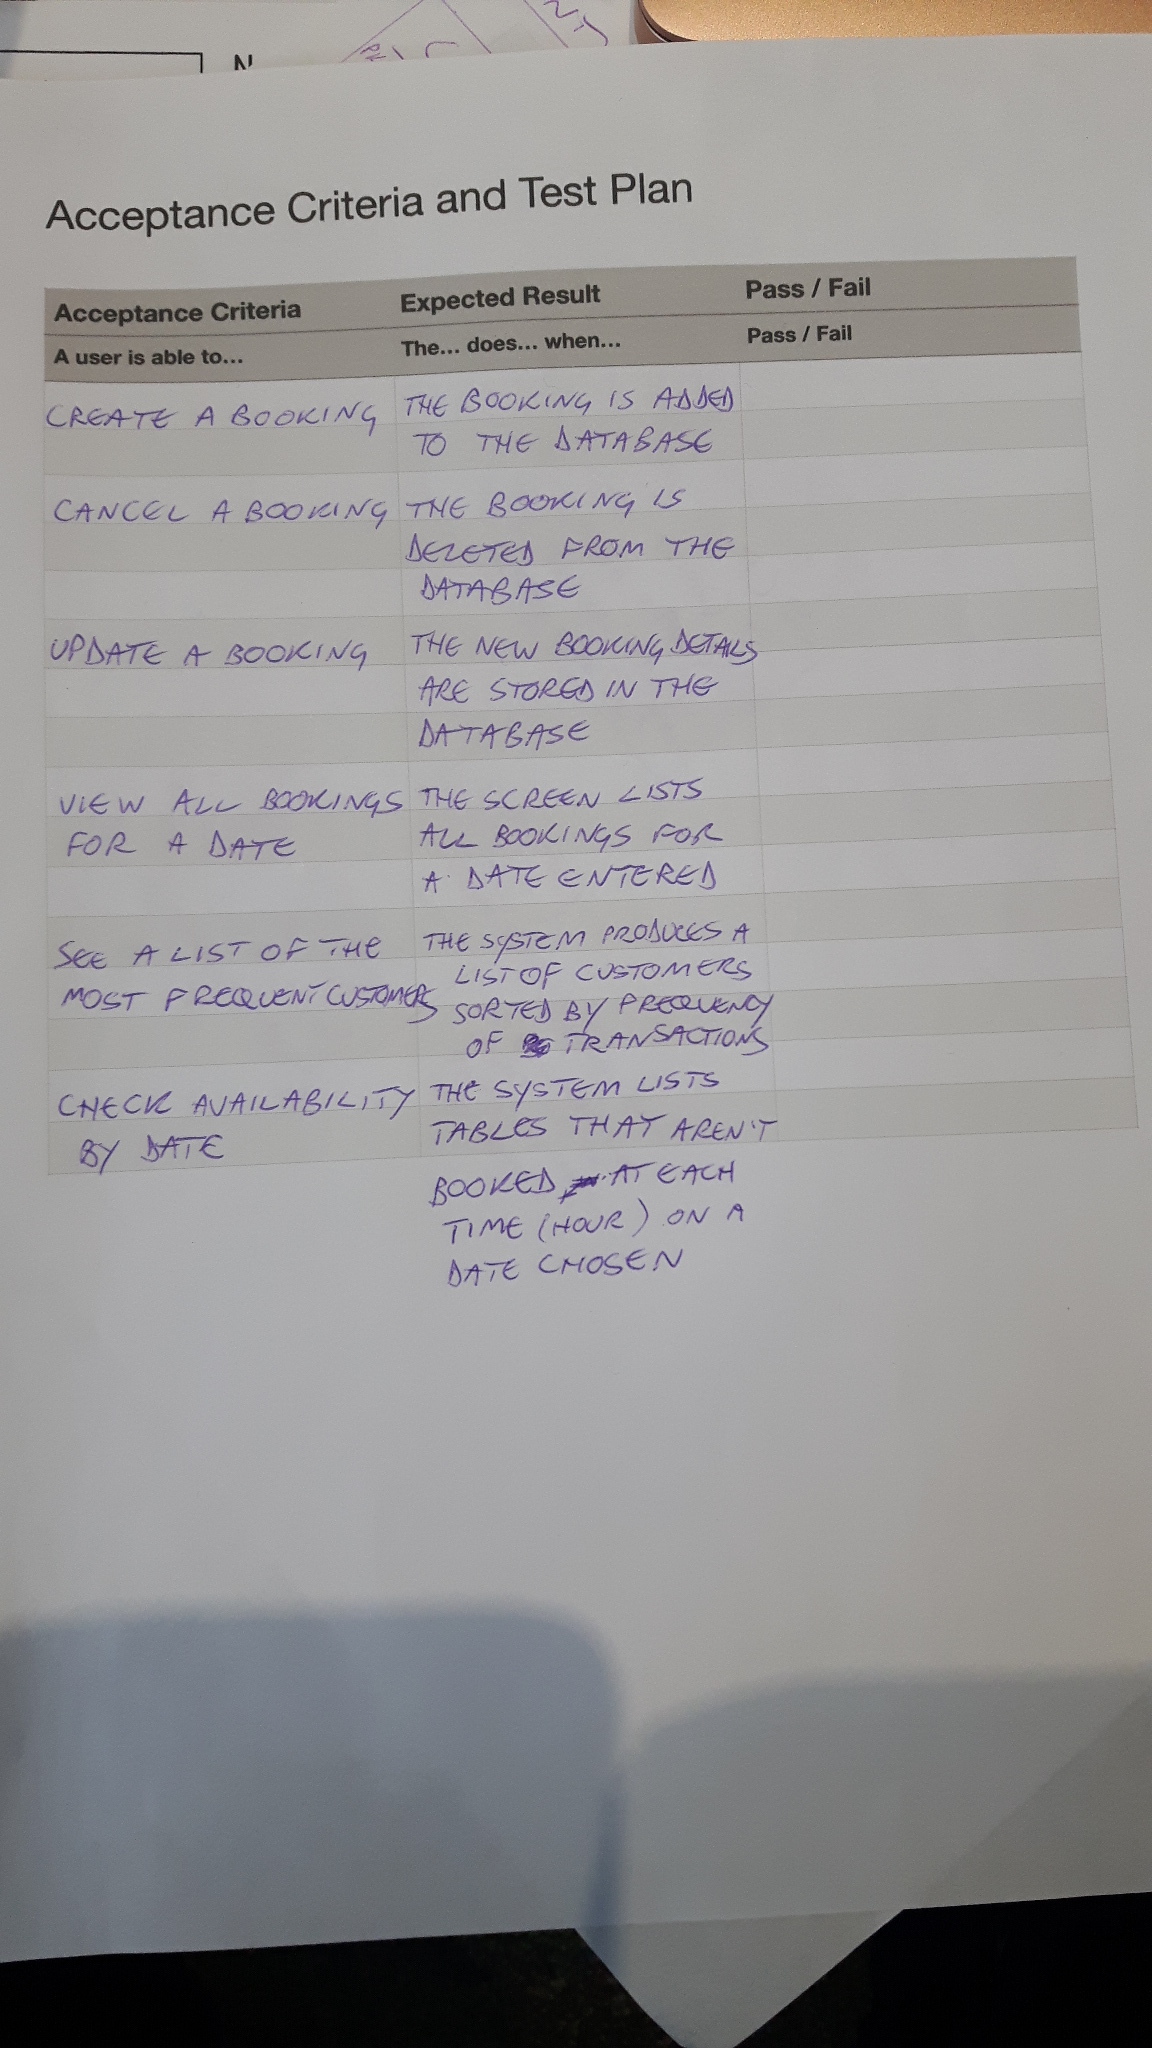 N
Acceptance Criteria and Test Plan
Acceptance Criteria Expected Result Pass / Fail
A user is able to... The... does... when... Pass / Fail
CREATE A BOOKING THE BOOKING IS ADDED
TO THE DATABASE
CANCEL A BOOKING THE BOOKING IS
DELETED FROM THE
DATABASE
UPDATE A BOOKING THE NEW BOOKING DETAILS
ARE STORED IN THE
DATABASE
VIEW ALL BOOKINGS THE SCREEN LISTS
FOR A DATE ALL BOOKINGS FOR
A DATE ENTERED
SEE A LIST OF THE THE SYSTEM PRODUCES A
MOST FREQUENT CUSTOMERS LIST OF CUSTOMERS
SORTED BY FREQUENCY
OF TRANSACTIONS
CHECK AVAILABILITY THE SYSTEM LISTS
BY DATE TABLES THAT AREN'T
BOOKED AT EACH
TIME (HOUR) ON A
DATE CHOSEN